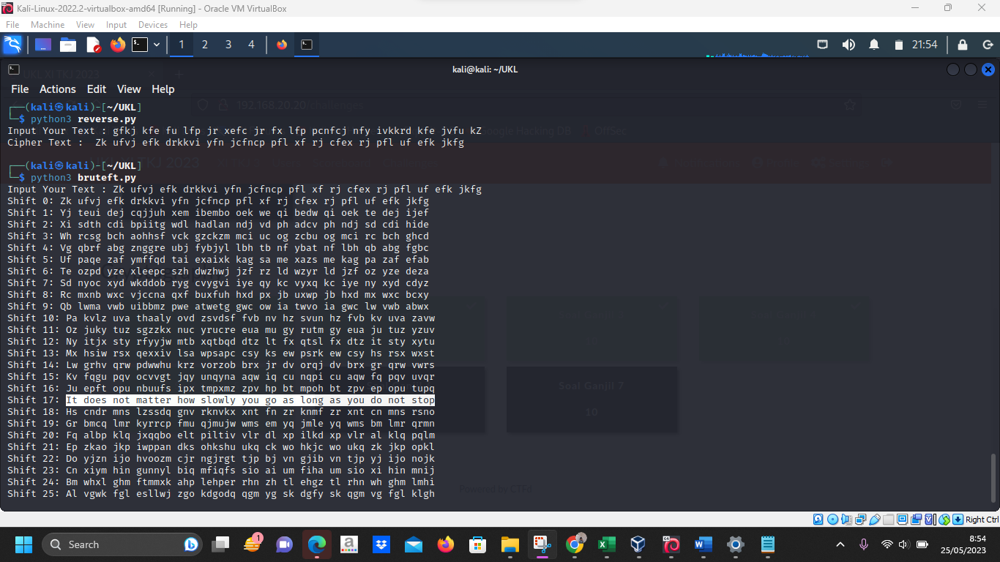 Kali-Linux-2022.2-virtualbox-amd64 [Running] - Oracle VM VirtualBox
File Machine View Input Devices Help
1 2 3 4 21:54
UKL XI TKJ 2023
kali@kali: ~/UKL
File Actions Edit View Help
192.168.20.20/challenges
┌──(kali㉿kali)-[~/UKL]
└─$ python3 reverse.py
Input Your Text : gfkj kfe fu lfp jr xefc jr fx lfp pcnfcj nfy ivkkrd kfe jvfu kZ
Cipher Text :  Zk ufvj efk drkkvi yfn jcfncp pfl xf rj cfex rj pfl uf efk jkfg
Google Hacking DB OffSec
TKJ 2023
┌──(kali㉿kali)-[~/UKL]
└─$ python3 bruteft.py
Input Your Text : Zk ufvj efk drkkvi yfn jcfncp pfl xf rj cfex rj pfl uf efk jkfg
Shift 0: Zk ufvj efk drkkvi yfn jcfncp pfl xf rj cfex rj pfl uf efk jkfg
Shift 1: Yj teui dej cqjjuh xem ibembo oek we qi bedw qi oek te dej ijef
Shift 2: Xi sdth cdi bpiitg wdl hadlan ndj vd ph adcv ph ndj sd cdi hide
Shift 3: Wh rcsg bch aohhsf vck gzckzm mci uc og zcbu og mci rc bch ghcd
Shift 4: Vg qbrf abg znggre ubj fybjyl lbh tb nf ybat nf lbh qb abg fgbc
Shift 5: Uf paqe zaf ymffqd tai exaixk kag sa me xazs me kag pa zaf efab
Shift 6: Te ozpd yze xleepc szh dwzhwj jzf rz ld wzyr ld jzf oz yze deza
Shift 7: Sd nyoc xyd wkddob ryg cvygvi iye qy kc vyxq kc iye ny xyd cdyz
Shift 8: Rc mxnb wxc vjccna qxf buxfuh hxd px jb uxwp jb hxd mx wxc bcxy
Shift 9: Qb lwma vwb uibbmz pwe atwetg gwc ow ia twvo ia gwc lw vwb abwx
Shift 10: Pa kvlz uva thaaly ovd zsvdsf fvb nv hz svun hz fvb kv uva zavw
Shift 11: Oz juky tuz sgzzkx nuc yrucre eua mu gy rutm gy eua ju tuz yzuv
Shift 12: Ny itjx sty rfyyjw mtb xqtbqd dtz lt fx qtsl fx dtz it sty xytu
Shift 13: Mx hsiw rsx qexxiv lsa wpsapc csy ks ew psrk ew csy hs rsx wxst
Shift 14: Lw grhv qrw pdwwhu krz vorzob brx jr dv orqj dv brx gr qrw vwrs
Shift 15: Kv fqgu pqv ocvvgt jqy unqyna aqw iq cu nqpi cu aqw fq pqv uvqr
Shift 16: Ju epft opu nbuufs ipx tmpxmz zpv hp bt mpoh bt zpv ep opu tupq
Shift 17: It does not matter how slowly you go as long as you do not stop
Shift 18: Hs cndr mns lzssdq gnv rknvkx xnt fn zr knmf zr xnt cn mns rsno
Shift 19: Gr bmcq lmr kyrrcp fmu qjmujw wms em yq jmle yq wms bm lmr qrmn
Shift 20: Fq albp klq jxqqbo elt piltiv vlr dl xp ilkd xp vlr al klq pqlm
Shift 21: Ep zkao jkp iwppan dks ohkshu ukq ck wo hkjc wo ukq zk jkp opkl
Shift 22: Do yjzn ijo hvoozm cjr ngjrgt tjp bj vn gjib vn tjp yj ijo nojk
Shift 23: Cn xiym hin gunnyl biq mfiqfs sio ai um fiha um sio xi hin mnij
Shift 24: Bm whxl ghm ftmmxk ahp lehper rhn zh tl ehgz tl rhn wh ghm lmhi
Shift 25: Al vgwk fgl esllwj zgo kdgodq qgm yg sk dgfy sk qgm vg fgl klgh
Soal Ganjil 7
10
Powered by CTFd
Right Ctrl
Search
1
8:54
25/05/2023